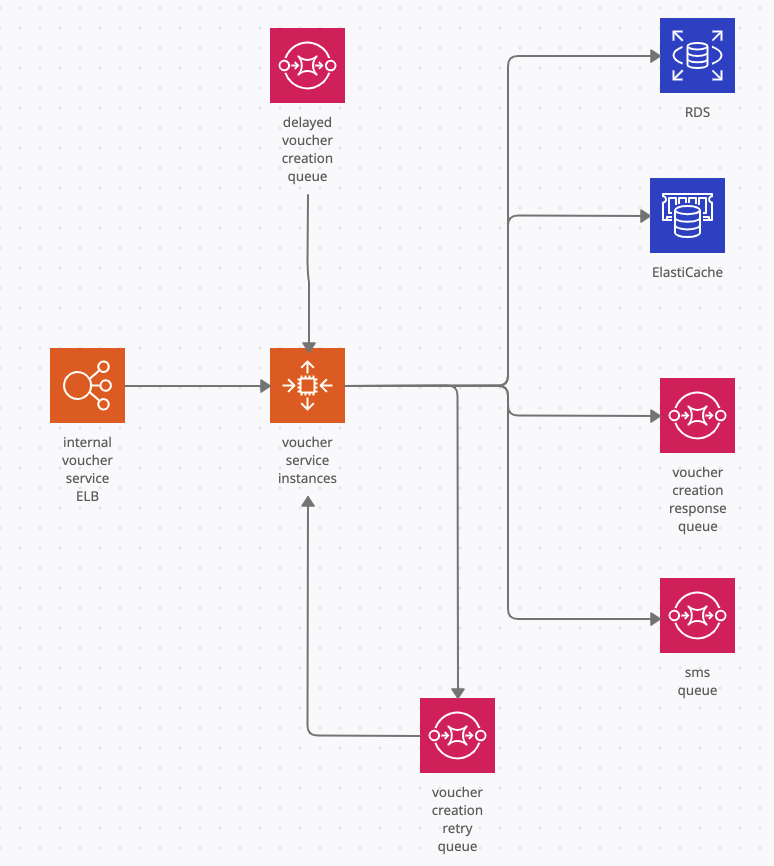 RDS
delayed
voucher
creation
queue
ElastiCache
internal
voucher
service
ELB
voucher
service
instances
voucher
creation
response
queue
sms
queue
voucher
creation
retry
queue